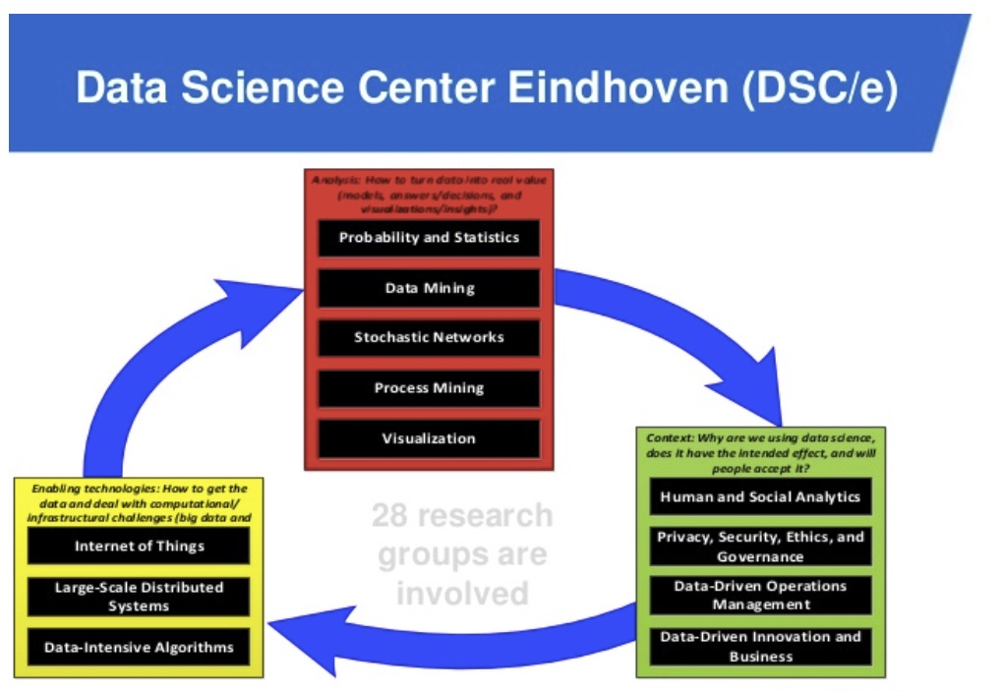 Data Science Center Eindhoven (DSC/e)
Analysis: How to turn data into real value
(models, answers/decisions, and
visualizations/insights)?
Probability and Statistics
Data Mining
Stochastic Networks
Process Mining
Visualization
Context: Why are we using data science,
does it have the intended effect, and will
people accept it?
Human and Social Analytics
Privacy, Security, Ethics, and
Governance
Data-Driven Operations
Management
Data-Driven Innovation and
Business
Enabling technologies: How to get the
data and deal with computational/
infrastructural challenges (big data and
Internet of Things
Large-Scale Distributed
Systems
Data-Intensive Algorithms
28 research
groups are
involved